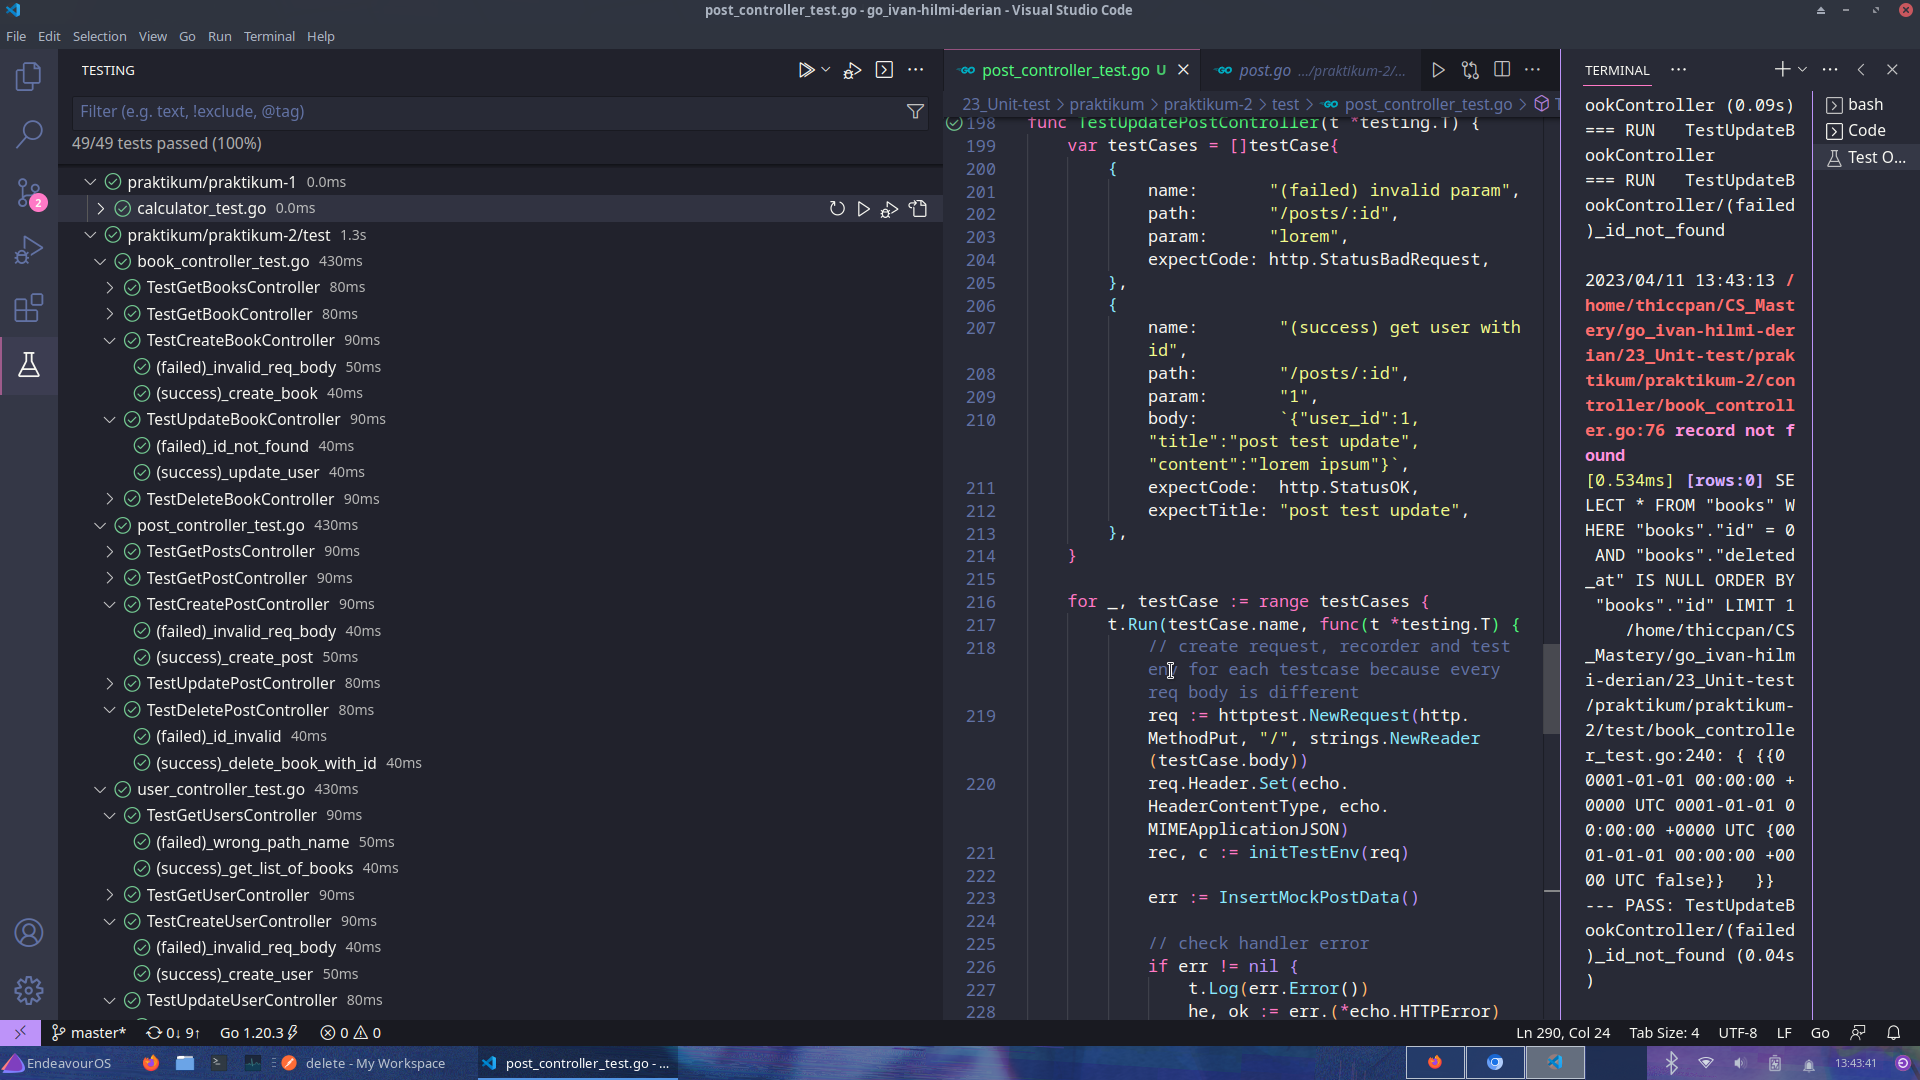 post_controller_test.go - go_ivan-hilmi-derian - Visual Studio Code
File Edit Selection View Go Run Terminal Help
TESTING
Filter (e.g. text, !exclude, @tag)
49/49 tests passed (100%)
praktikum/praktikum-1 0.0ms
calculator_test.go 0.0ms
praktikum/praktikum-2/test 1.3s
book_controller_test.go 430ms
TestGetBooksController 80ms
TestGetBookController 80ms
TestCreateBookController 90ms
(failed)_invalid_req_body 50ms
(success)_create_book 40ms
TestUpdateBookController 90ms
(failed)_id_not_found 40ms
(success)_update_user 40ms
TestDeleteBookController 90ms
post_controller_test.go 430ms
TestGetPostsController 90ms
TestGetPostController 90ms
TestCreatePostController 90ms
(failed)_invalid_req_body 40ms
(success)_create_post 50ms
TestUpdatePostController 80ms
TestDeletePostController 80ms
(failed)_id_invalid 40ms
(success)_delete_book_with_id 40ms
user_controller_test.go 430ms
TestGetUsersController 90ms
(failed)_wrong_path_name 50ms
(success)_get_list_of_books 40ms
TestGetUserController 90ms
TestCreateUserController 90ms
(failed)_invalid_req_body 40ms
(success)_create_user 50ms
TestUpdateUserController 80ms
post_controller_test.go U
post.go .../praktikum-2/...
23_Unit-test > praktikum > praktikum-2 > test > post_controller_test.go >
198 func TestUpdatePostController(t *testing.T) {
199 var testCases = []testCase{
200 {
201 name: "(failed) invalid param",
202 path: "/posts/:id",
203 param: "lorem",
204 expectCode: http.StatusBadRequest,
205 },
206 {
207 name: "(success) get user with
id",
208 path: "/posts/:id",
209 param: "1",
210 body: `{"user_id":1,
"title":"post test update",
"content":"lorem ipsum"}`,
211 expectCode: http.StatusOK,
212 expectTitle: "post test update",
213 },
214 }
215
216 for _, testCase := range testCases {
217 t.Run(testCase.name, func(t *testing.T) {
218 // create request, recorder and test
env for each testcase because every
req body is different
219 req := httptest.NewRequest(http.
MethodPut, "/", strings.NewReader
(testCase.body))
220 req.Header.Set(echo.
HeaderContentType, echo.
MIMEApplicationJSON)
221 rec, c := initTestEnv(req)
222
223 err := InsertMockPostData()
224
225 // check handler error
226 if err != nil {
227 t.Log(err.Error())
228 he, ok := err.(*echo.HTTPError)
TERMINAL
ookController (0.09s)
=== RUN TestUpdateB
ookController
=== RUN TestUpdateB
ookController/(failed
)_id_not_found
2023/04/11 13:43:13 /
home/thiccpan/CS_Mast
ery/go_ivan-hilmi-der
ian/23_Unit-test/prak
tikum/praktikum-2/con
troller/book_controll
er.go:76 record not f
ound
[0.534ms] [rows:0] SE
LECT * FROM "books" W
HERE "books"."id" = 0
AND "books"."deleted
_at" IS NULL ORDER BY
"books"."id" LIMIT 1
/home/thiccpan/CS
_Mastery/go_ivan-hilm
i-derian/23_Unit-test
/praktikum/praktikum-
2/test/book_controlle
r_test.go:240: { {{0
0001-01-01 00:00:00 +
0000 UTC 0001-01-01 0
0:00:00 +0000 UTC {00
01-01-01 00:00:00 +00
00 UTC false}} }}
--- PASS: TestUpdateB
ookController/(failed
)_id_not_found (0.04s
)
bash
Code
Test O...
2
master* 0↓ 9↑ Go 1.20.3 0 0
Ln 290, Col 24 Tab Size: 4 UTF-8 LF Go
EndeavourOS
delete - My Workspace
post_controller_test.go - ...
13:43:41